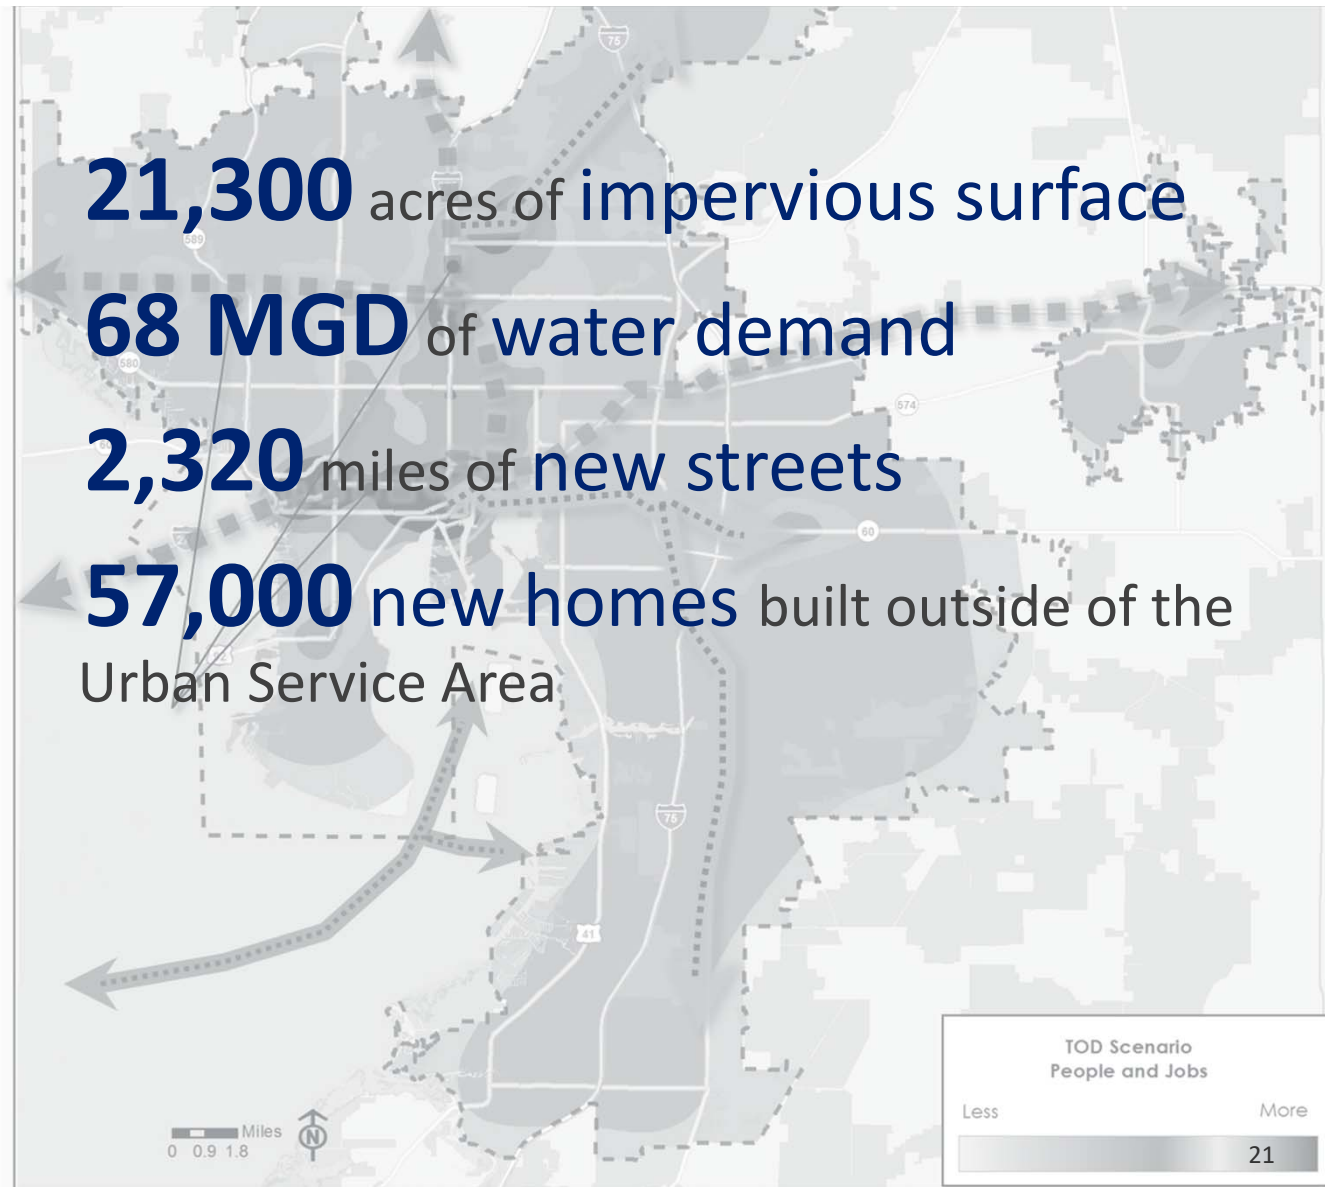 75
21,300 acres of impervious surface
589
68 MGD of water demand
580
574
2,320 miles of new streets
60
57,000 new homes built outside of the
Urban Service Area
75
41
TOD Scenario
People and Jobs
Less More
Miles
0 0.9 1.8
N
21